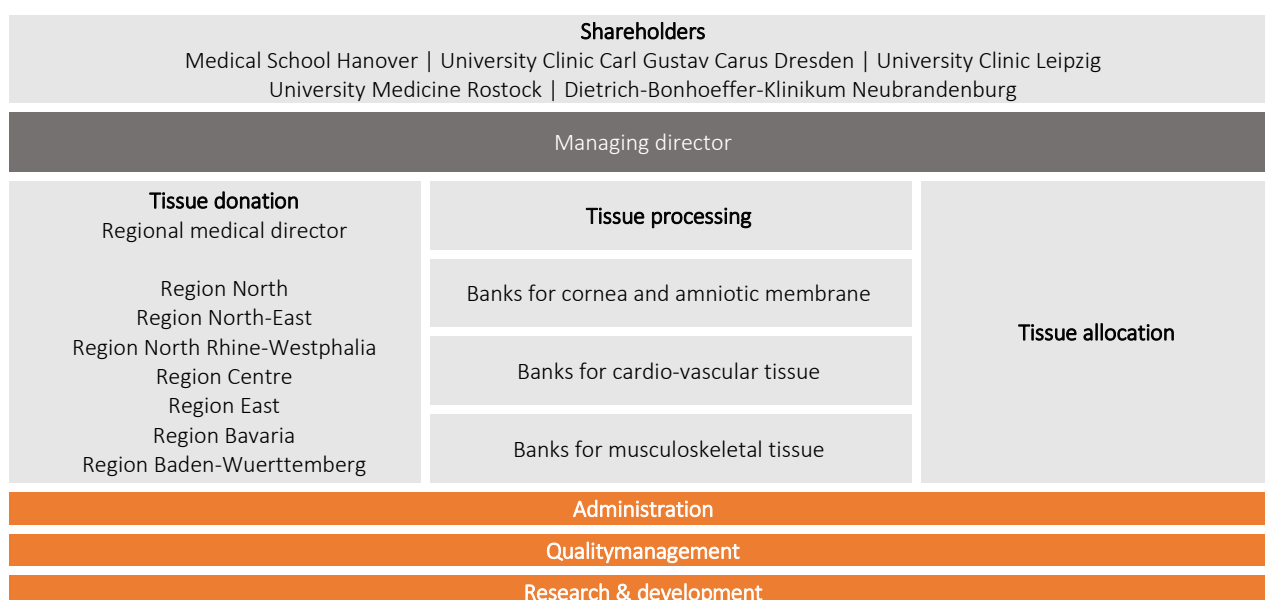 Shareholders
Medical School Hanover | University Clinic Carl Gustav Carus Dresden | University Clinic Leipzig
University Medicine Rostock | Dietrich-Bonhoeffer-Klinikum Neubrandenburg
Managing director
Tissue donation
Regional medical director
Region North
Region North-East
Region North Rhine-Westphalia
Region Centre
Region East
Region Bavaria
Region Baden-Wuerttemberg
Tissue processing
Banks for cornea and amniotic membrane
Banks for cardio-vascular tissue
Banks for musculoskeletal tissue
Tissue allocation
Administration
Qualitymanagement
Research & development